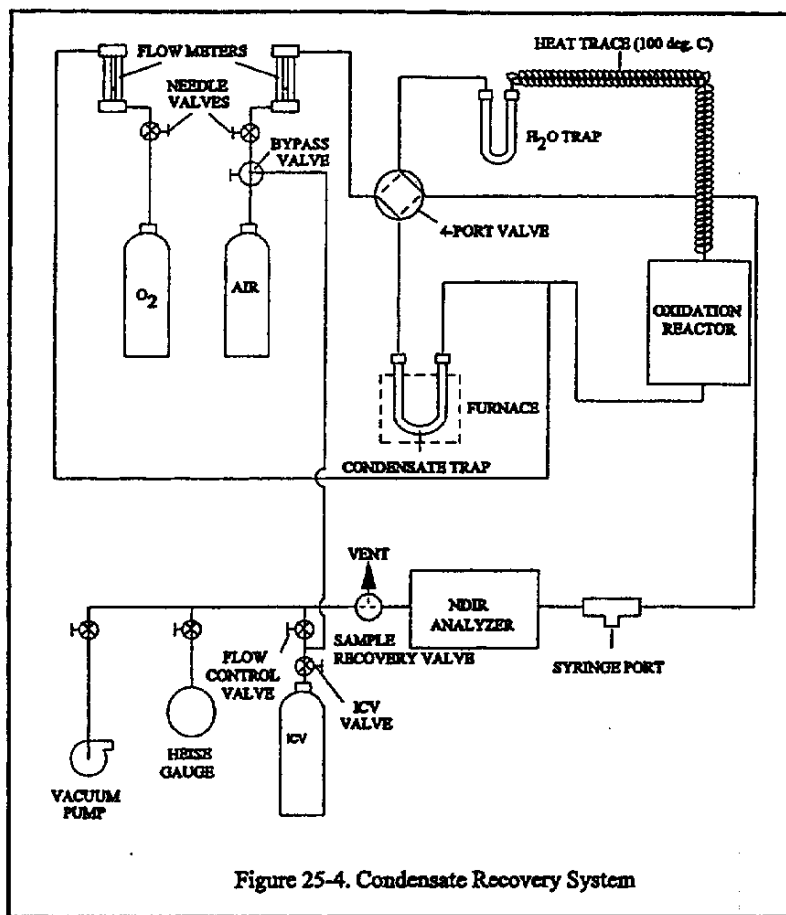 HEAT TRACE (100 deg. C)
FLOW METERS
NEEDLE
VALVES
H2O TRAP
BYPASS
VALVE
4-PORT VALVE
O2
AIR
OXIDATION
REACTOR
FURNACE
CONDENSATE TRAP
VENT
NDIR
ANALYZER
SAMPLE
RECOVERY VALVE
SYRINGE PORT
FLOW
CONTROL
VALVE
ICV
VALVE
ICV
HEISE
GAUGE
VACUUM
PUMP
Figure 25-4. Condensate Recovery System